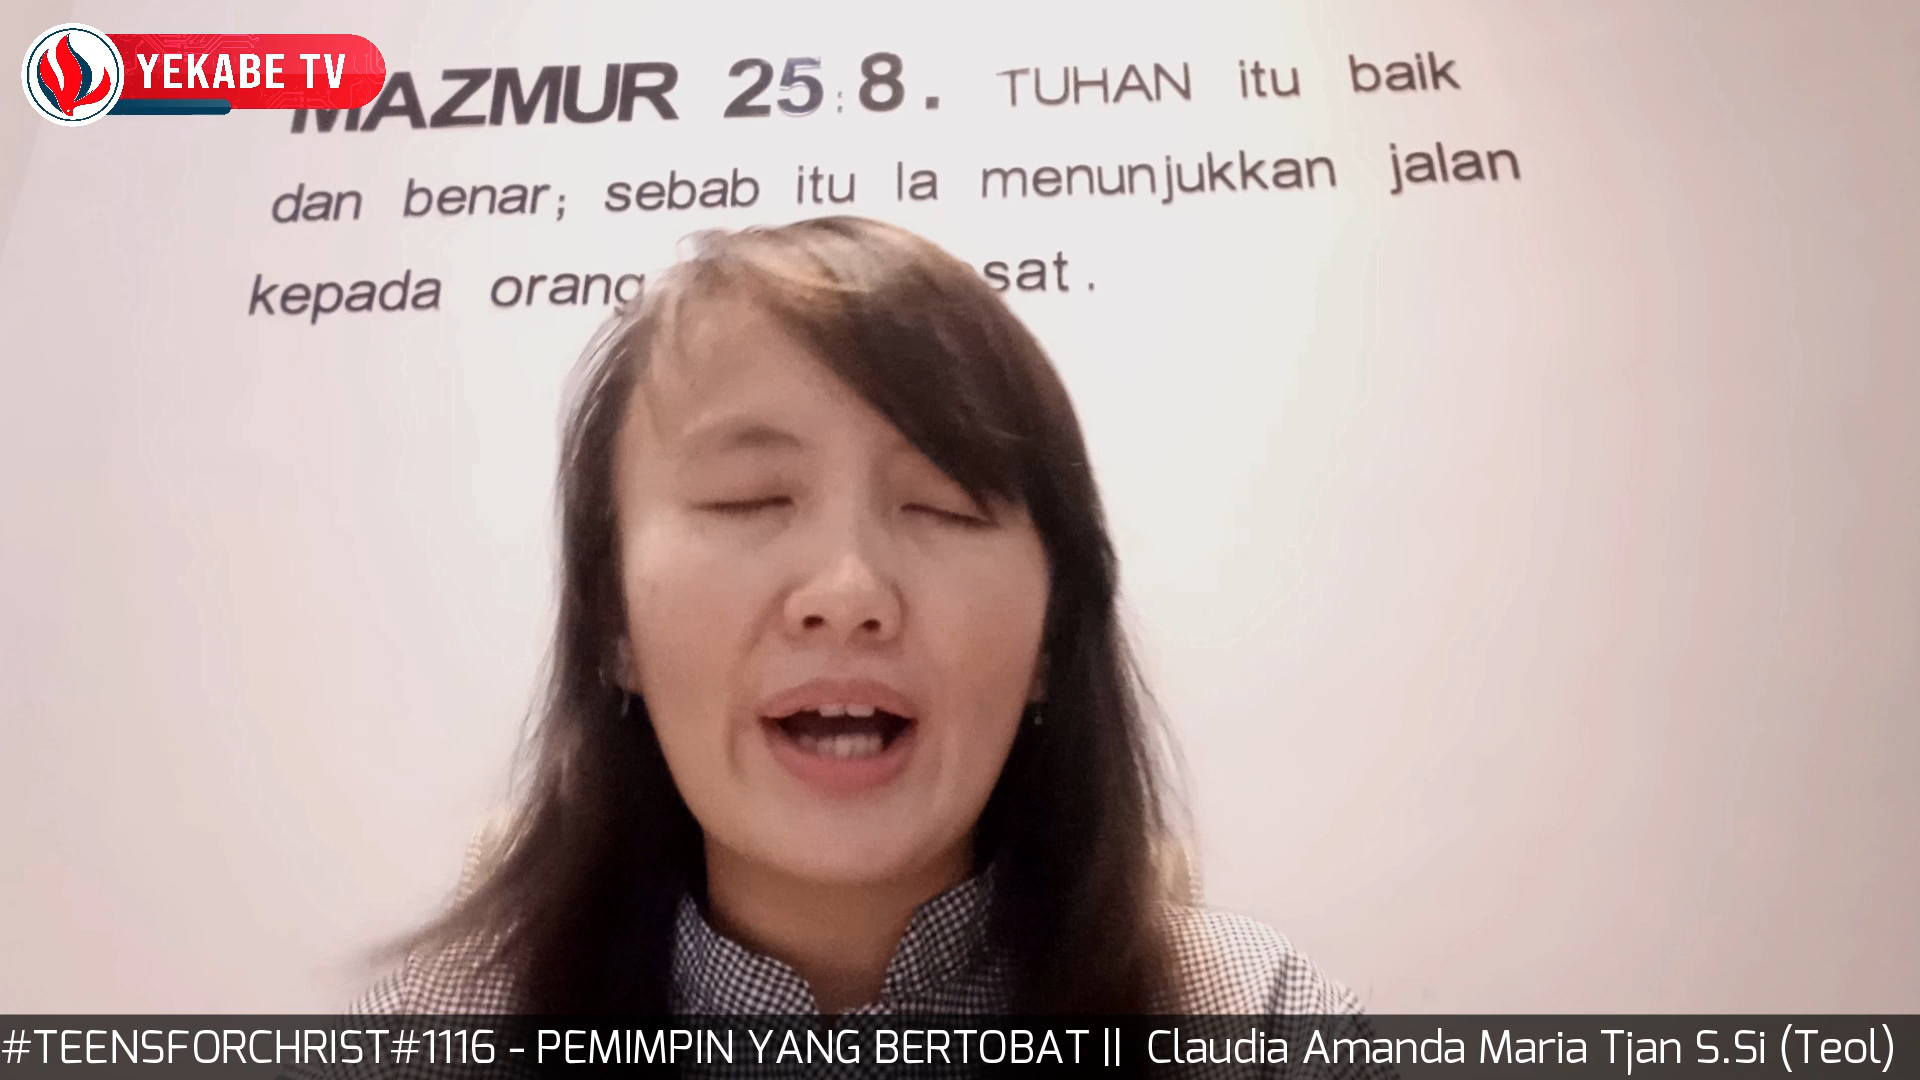 YEKABE TV
MAZMUR 25:8. TUHAN itu baik
dan benar; sebab itu Ia menunjukkan jalan
kepada orang sat.
#TEENSFORCHRIST#1116 - PEMIMPIN YANG BERTOBAT || Claudia Amanda Maria Tjan S.Si (Teol)